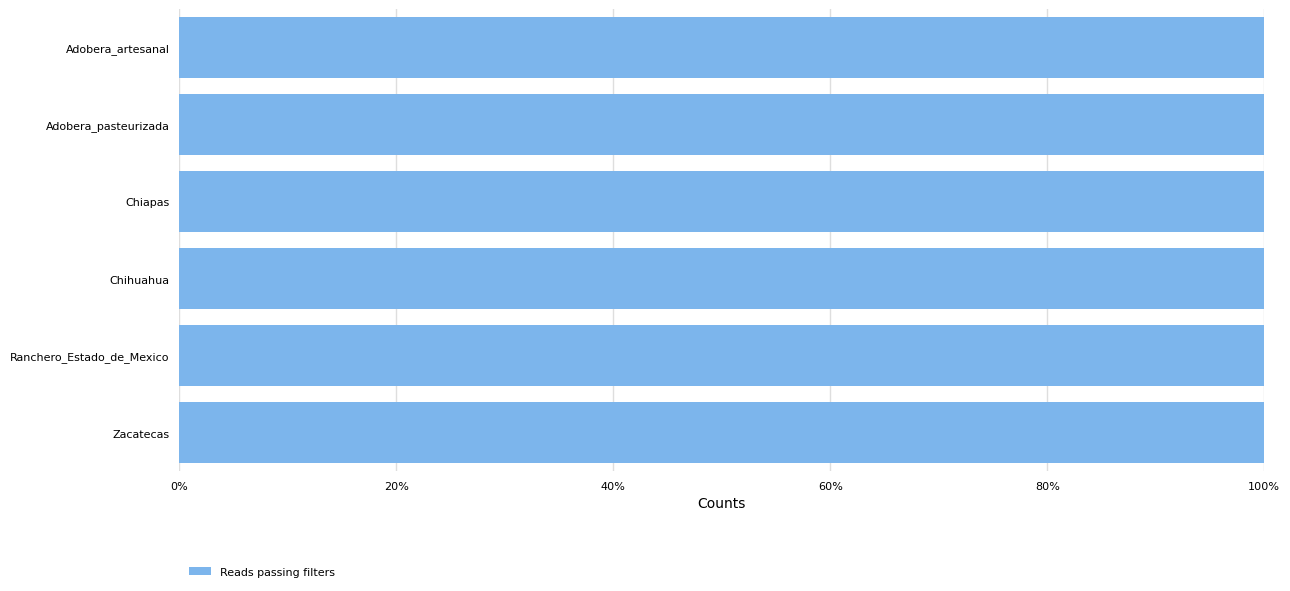 Adobera_artesanal
Adobera_pasteurizada
Chiapas
Chihuahua
Ranchero_Estado_de_Mexico
Zacatecas
0% 20% 40% 60% 80% 100%
Counts
Reads passing filters